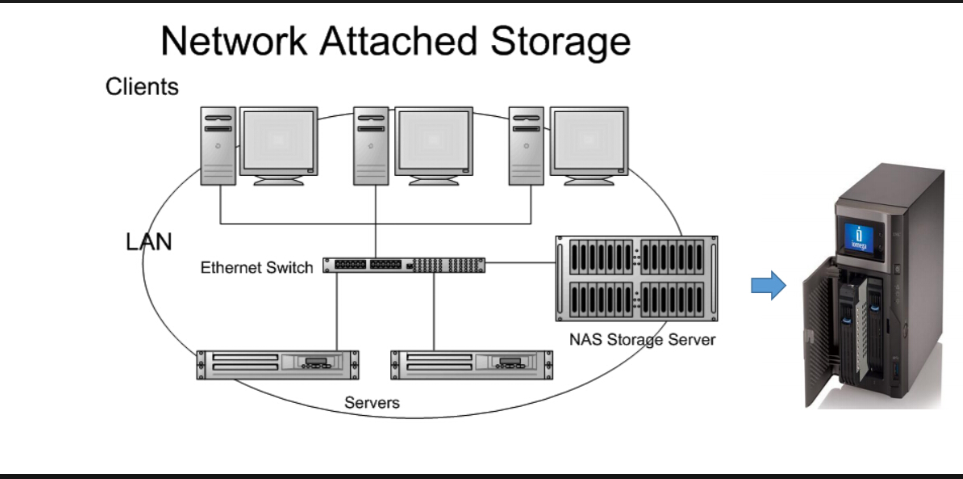 Network Attached Storage
Clients
LAN
Ethernet Switch
NAS Storage Server
Servers